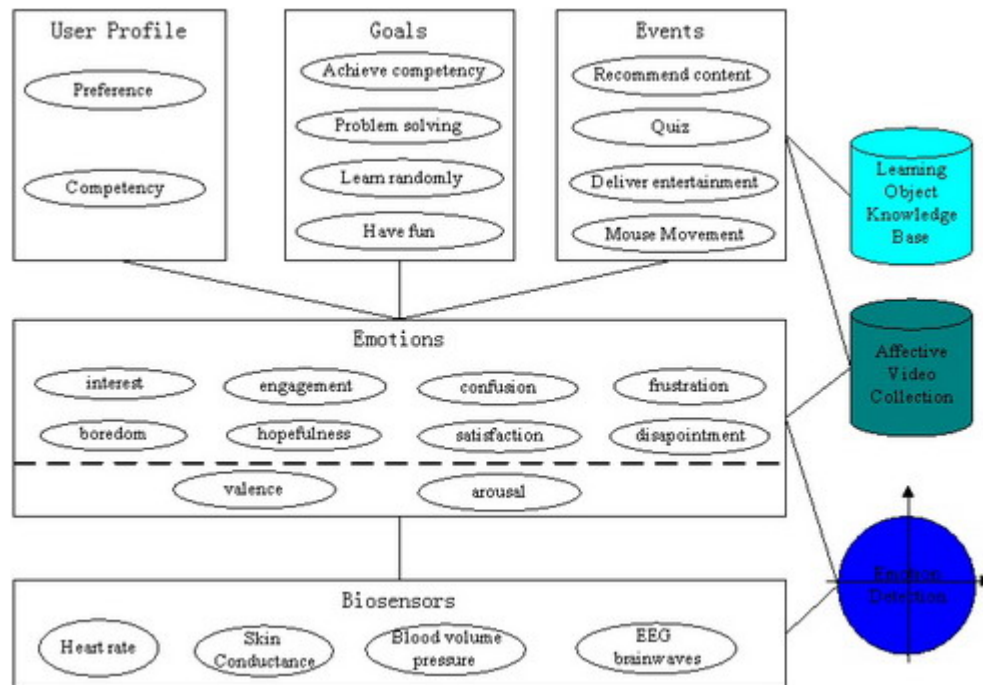 User Profile
Preference
Competency
Goals
Achieve competency
Problem solving
Learn randomly
Have fun
Events
Recommend content
Quiz
Deliver entertainment
Mouse Movement
Learning
Object
Knowledge
Base
Affective
Video
Collection
Emotions
interest
engagement
confusion
frustration
boredom
hopefulness
satisfaction
disapointment
valence
arousal
Emotion
Detection
Biosensors
Heart rate
Skin
Conductance
Blood volume
pressure
EEG
brainwaves